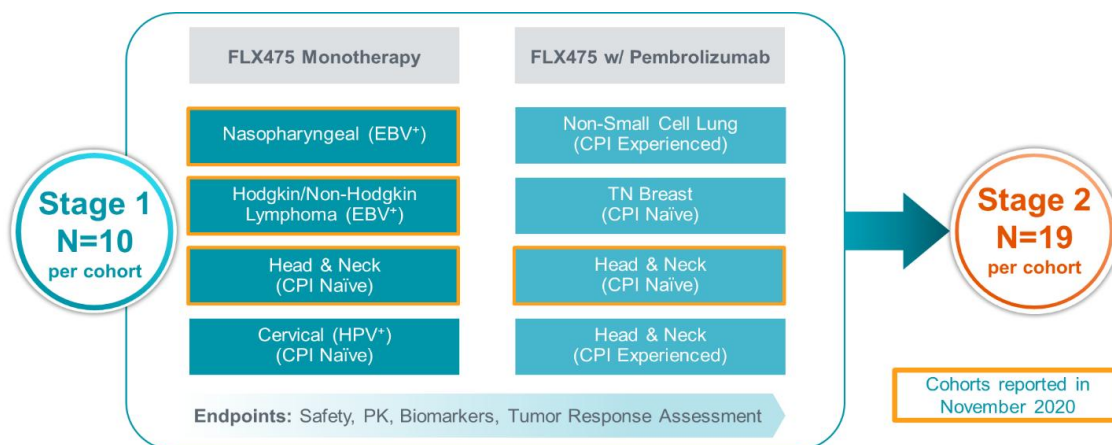 FLX475 Monotherapy
FLX475 w/ Pembrolizumab
Stage 1
N=10
per cohort
Nasopharyngeal (EBV⁺)
Hodgkin/Non-Hodgkin
Lymphoma (EBV⁺)
Head & Neck
(CPI Naïve)
Cervical (HPV⁺)
(CPI Naïve)
Non-Small Cell Lung
(CPI Experienced)
TN Breast
(CPI Naïve)
Head & Neck
(CPI Naïve)
Head & Neck
(CPI Experienced)
Stage 2
N=19
per cohort
Endpoints: Safety, PK, Biomarkers, Tumor Response Assessment
Cohorts reported in
November 2020